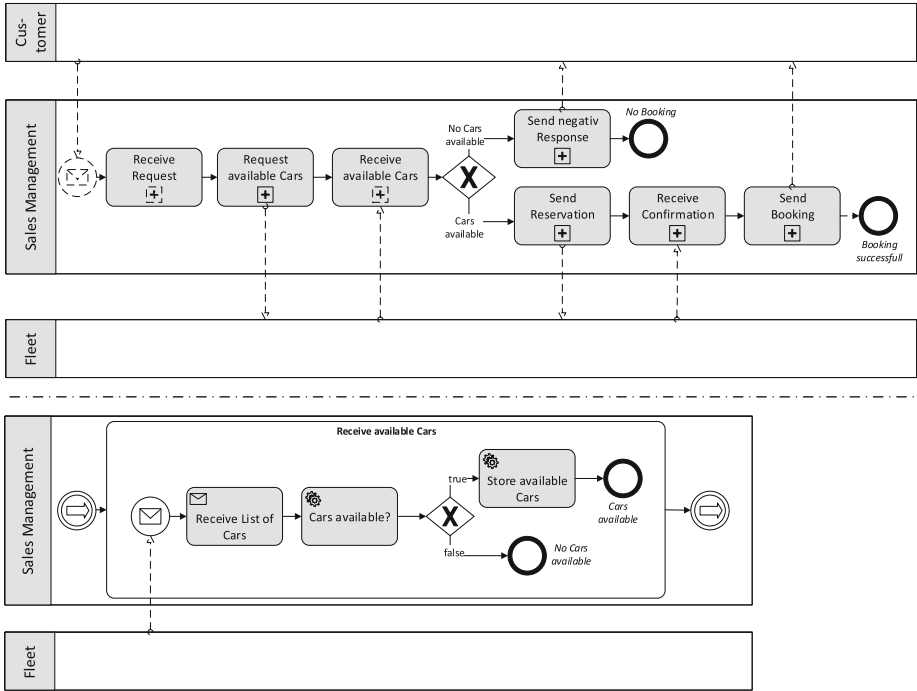 Cus-
tomer
Sales Management
Receive
Request
Request
available Cars
Receive
available Cars
No Cars
available
Cars
available
Send negativ
Response
No Booking
Send
Reservation
Receive
Confirmation
Send
Booking
Booking
successfull
Fleet
Sales Management
Receive available Cars
Receive List of
Cars
Cars available?
true
false
Store available
Cars
Cars
available
No Cars
available
Fleet